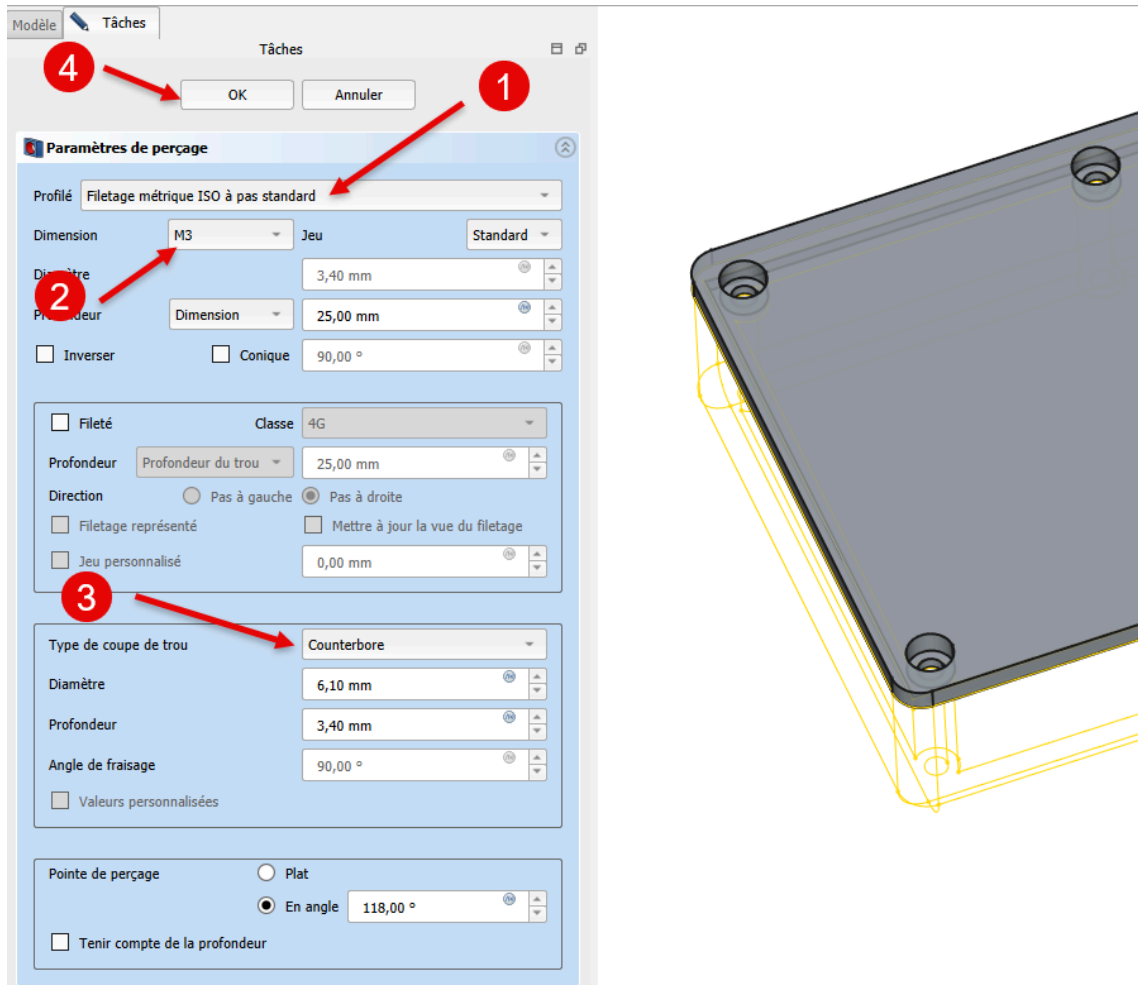 Modèle Tâches
Tâches
4
OK Annuler
1
Paramètres de perçage
Profilé Filetage métrique ISO à pas standard
Dimension M3 Jeu Standard
3,40 mm
2
Dimension 25,00 mm
Inverser Conique 90,00 °
Fileté Classe 4G
Profondeur Profondeur du trou 25,00 mm
Direction Pas à gauche Pas à droite
Filetage représenté Mettre à jour la vue du filetage
Jeu personnalisé 0,00 mm
3
Type de coupe de trou Counterbore
Diamètre 6,10 mm
Profondeur 3,40 mm
Angle de fraisage 90,00 °
Valeurs personnalisées
Pointe de perçage Plat
En angle 118,00 °
Tenir compte de la profondeur